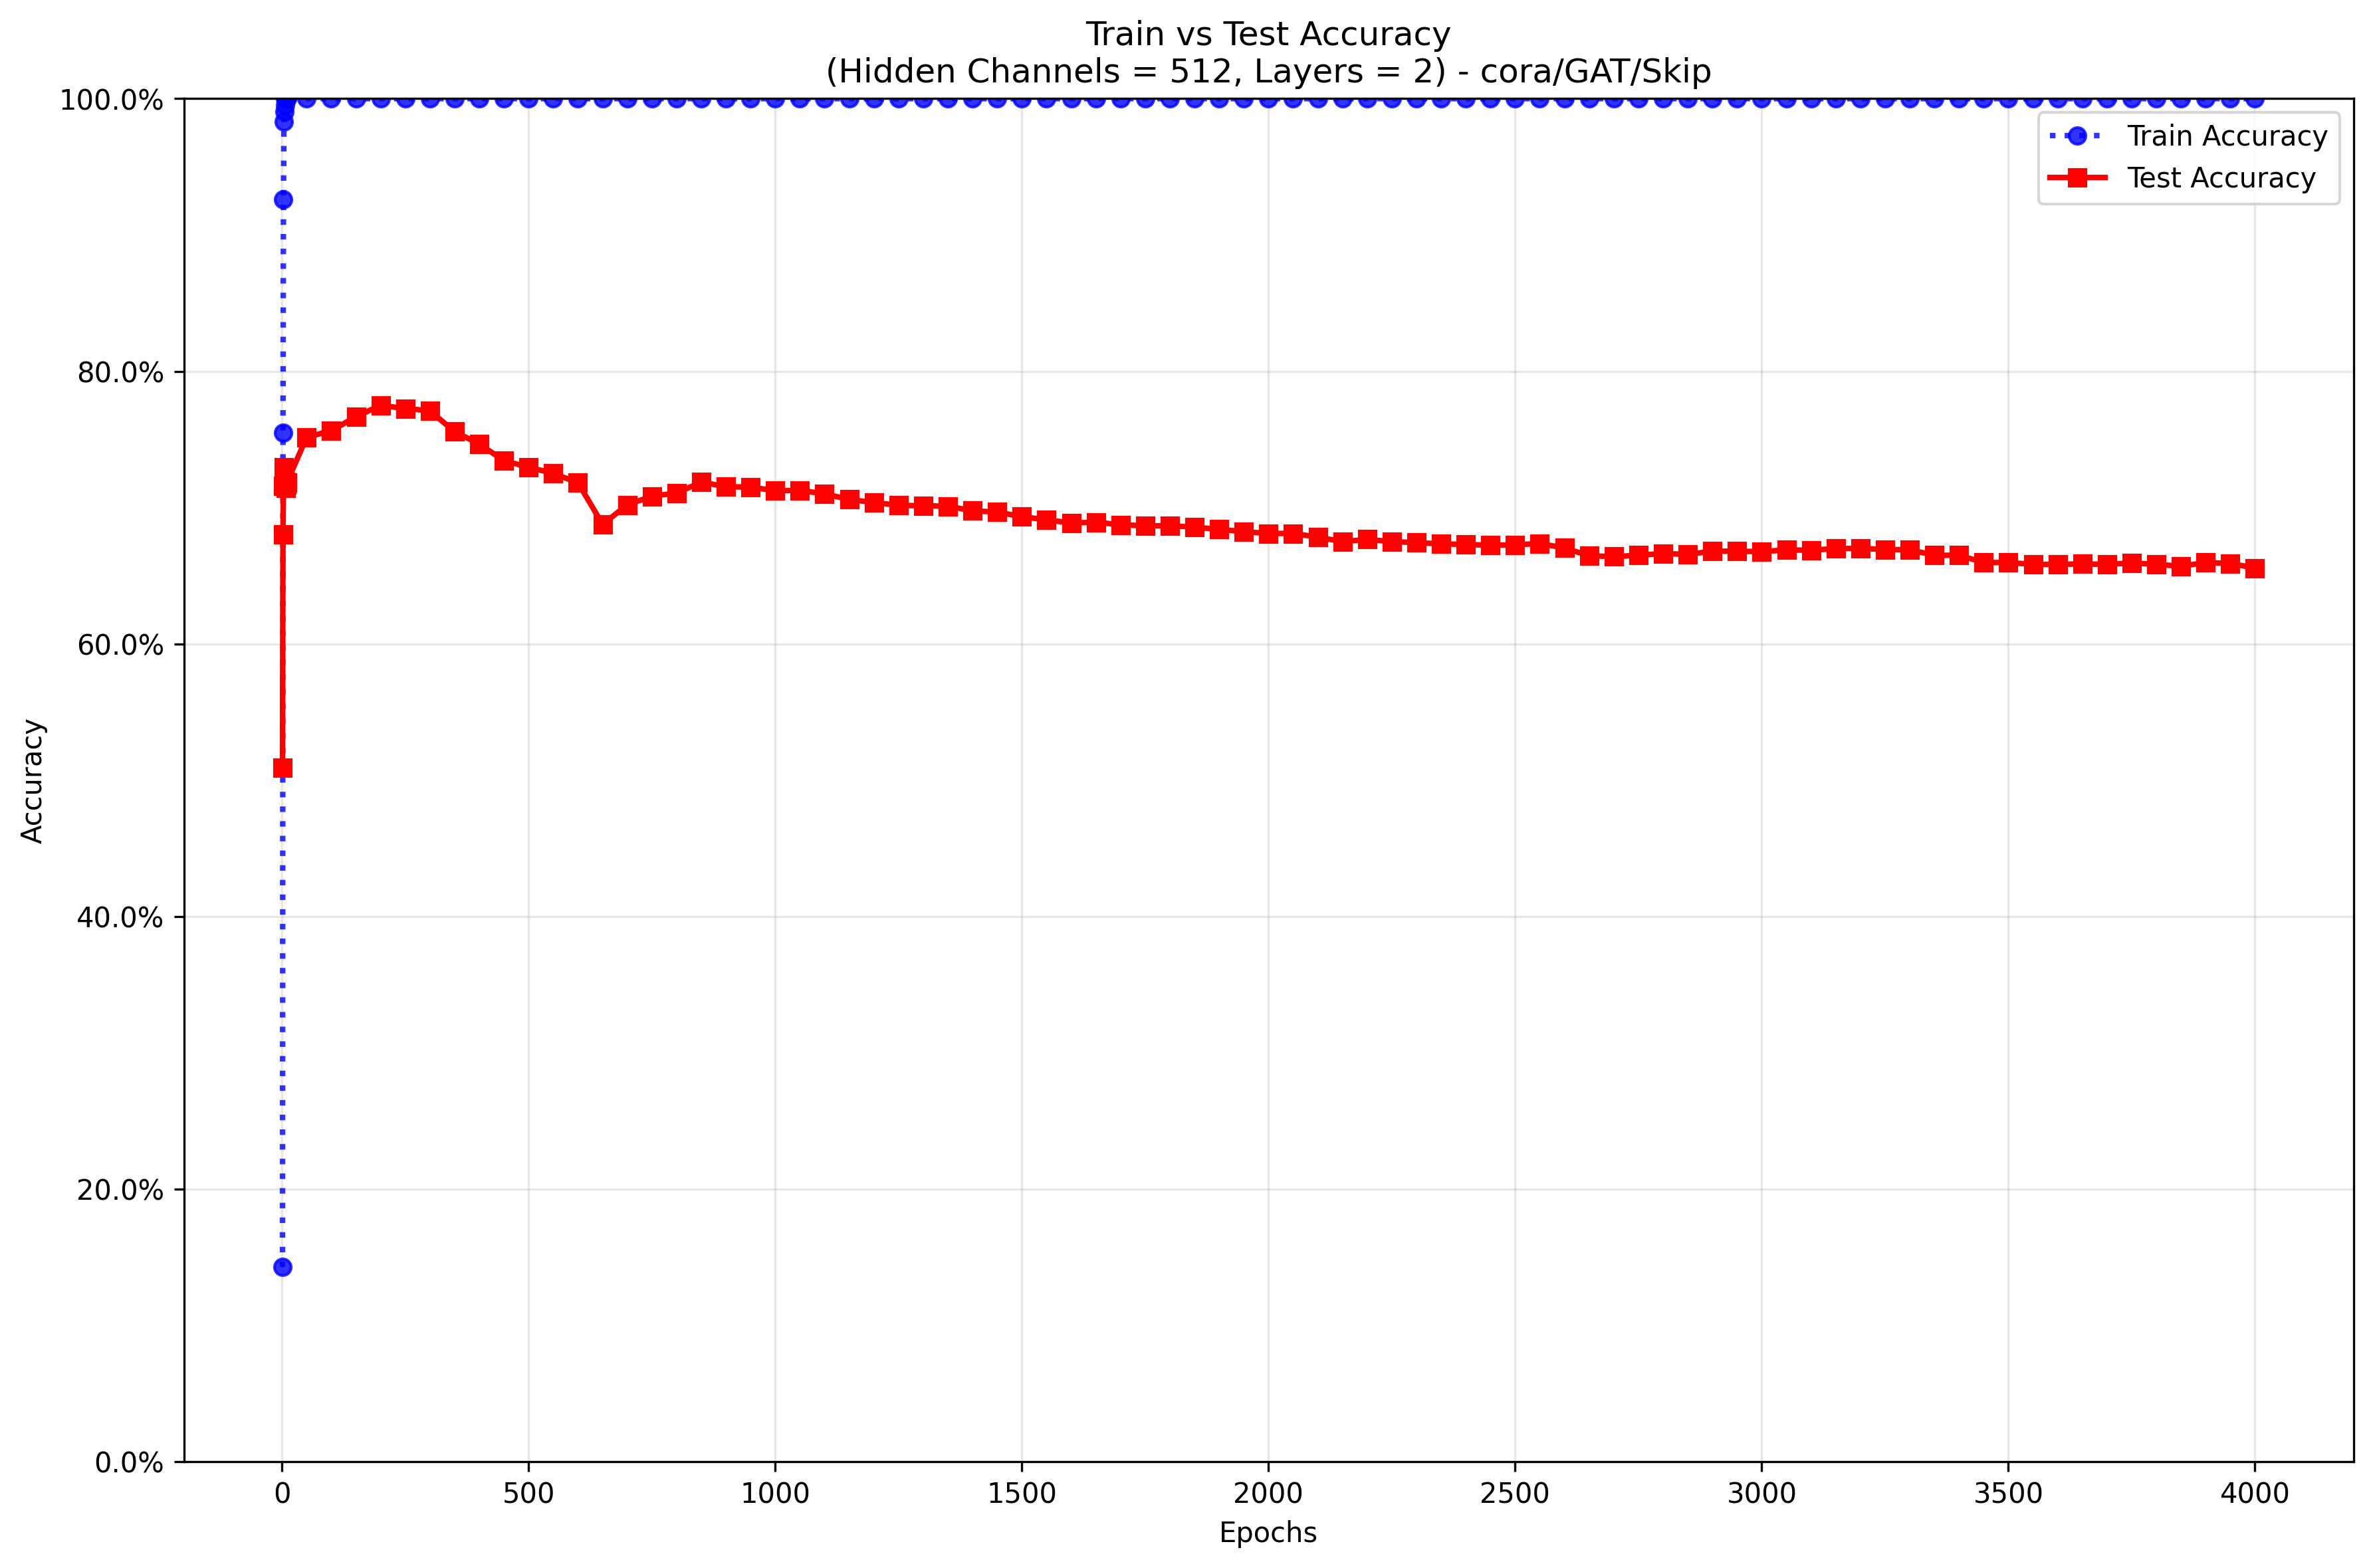 Train vs Test Accuracy
(Hidden Channels = 512, Layers = 2) - cora/GAT/Skip
100.0%
80.0%
60.0%
40.0%
20.0%
0.0%
Accuracy
Train Accuracy
Test Accuracy
0 500 1000 1500 2000 2500 3000 3500 4000
Epochs